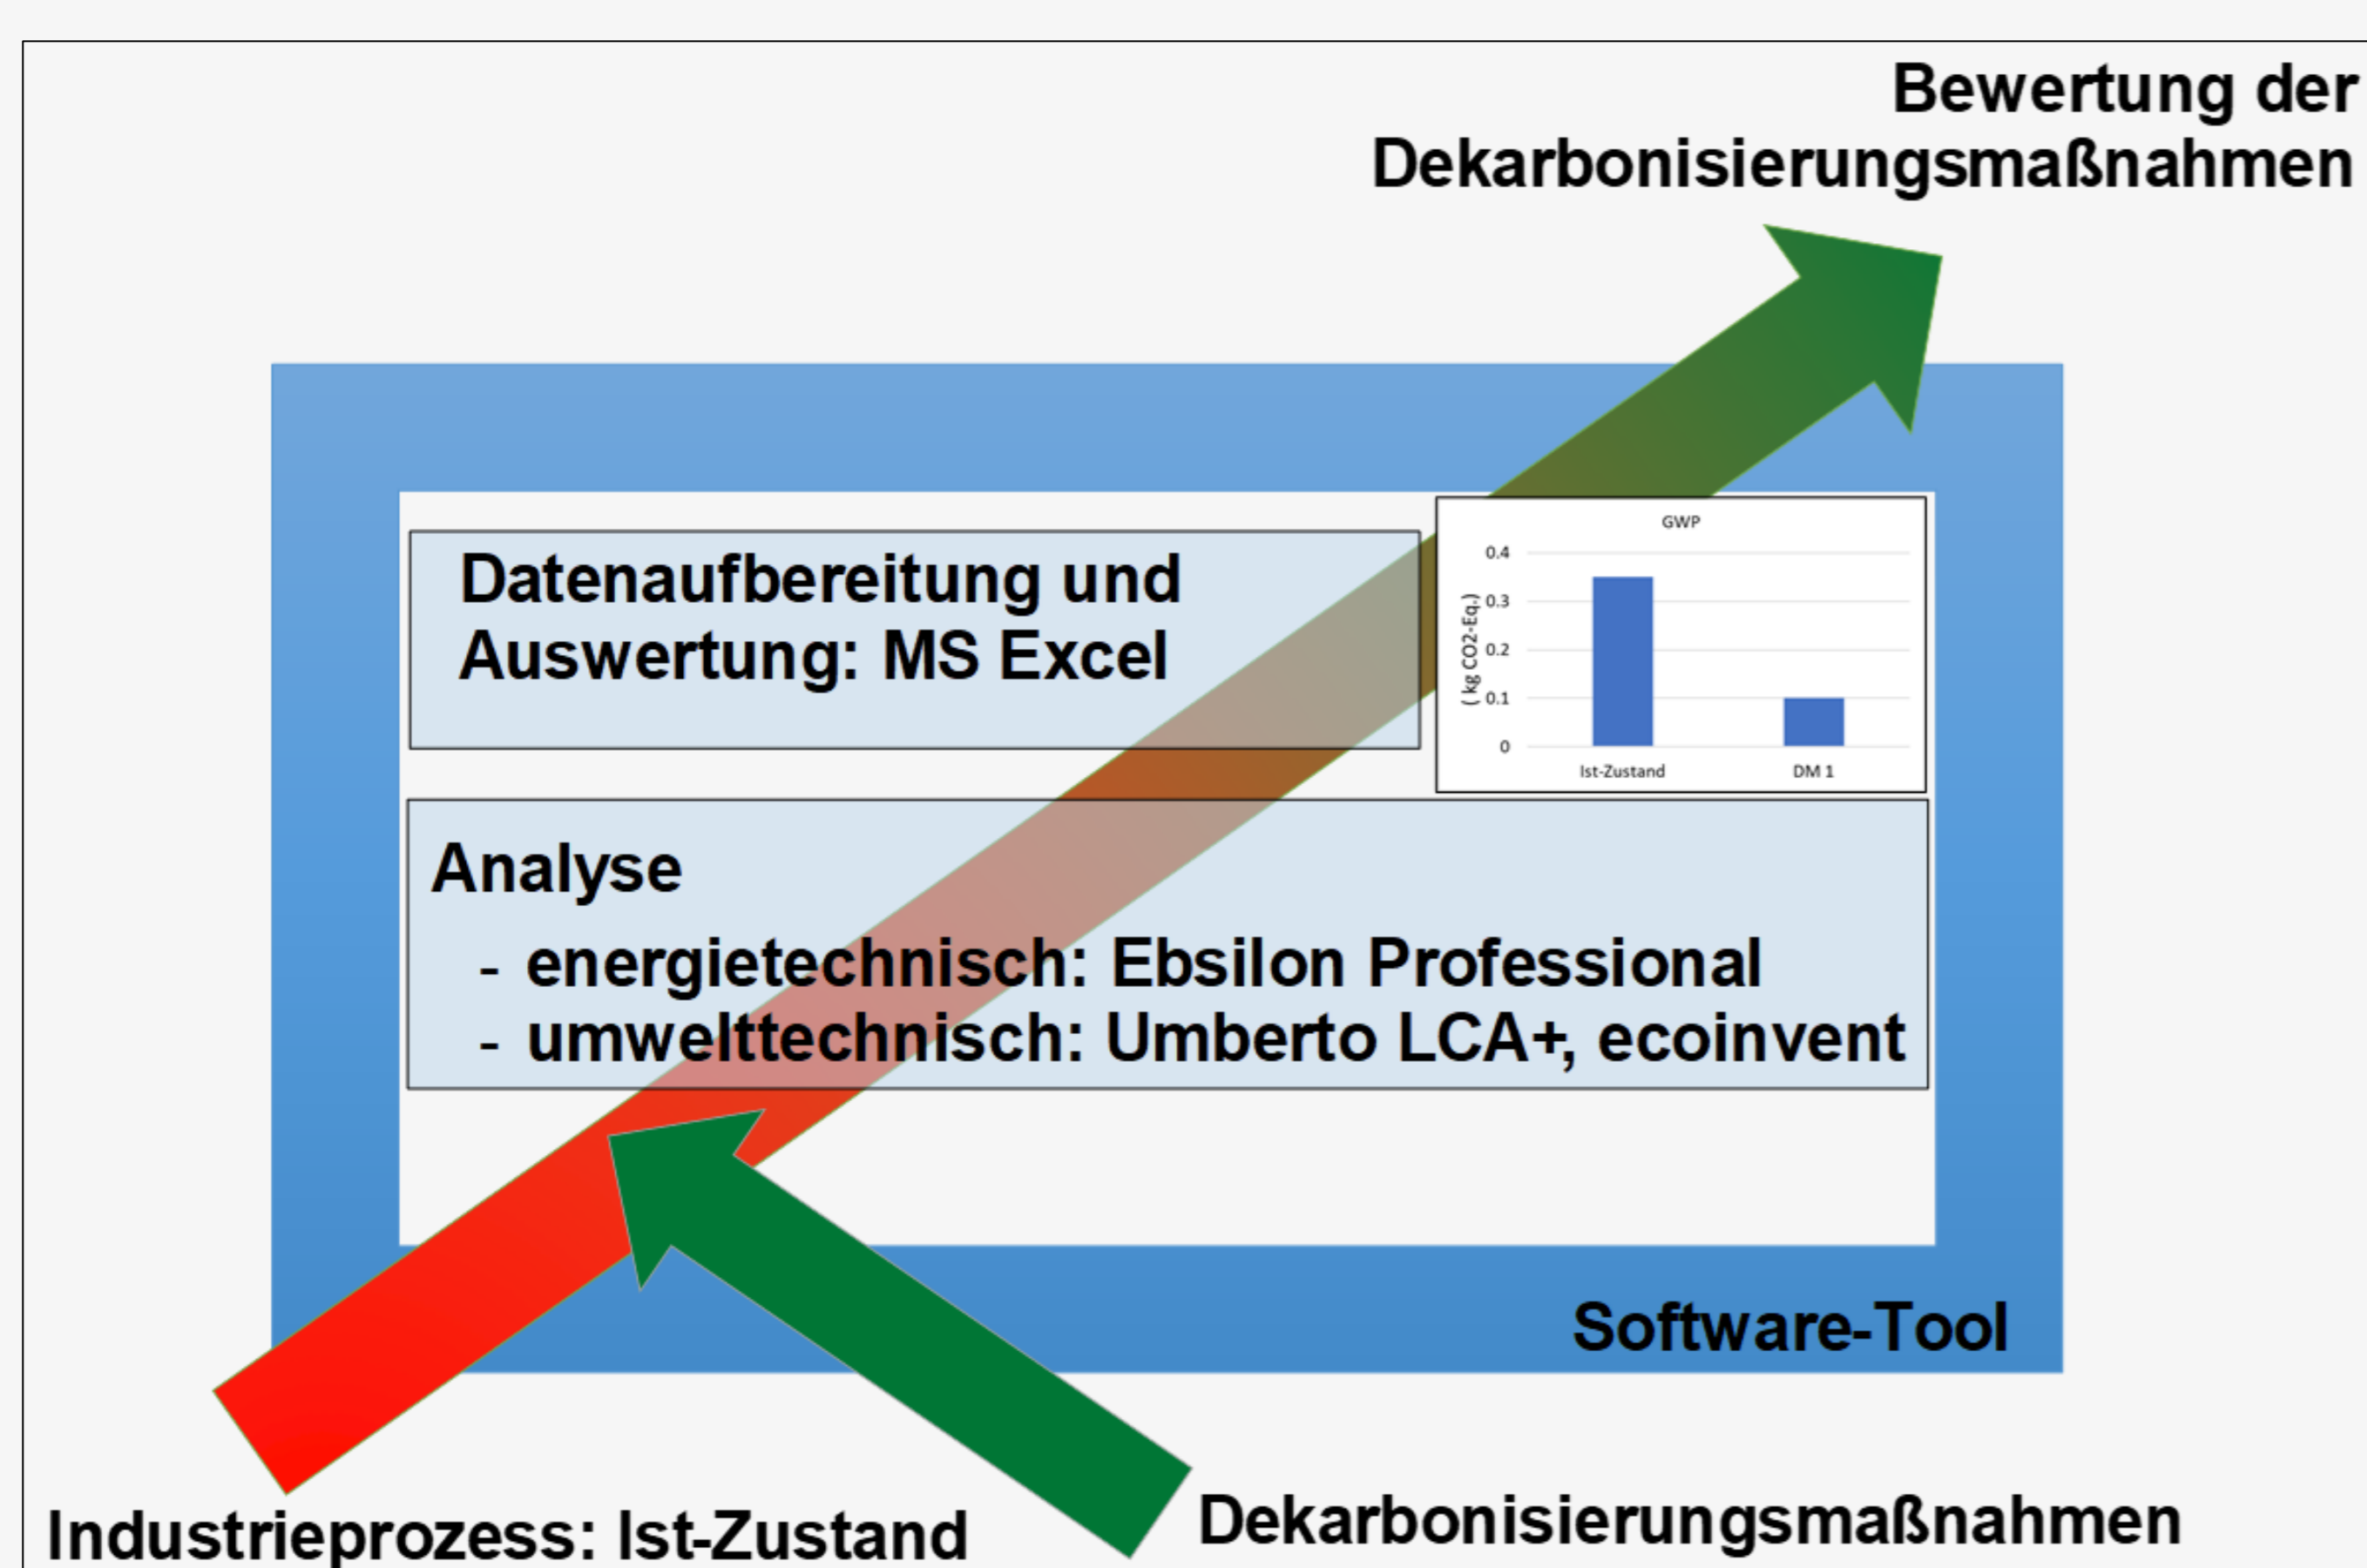 Bewertung der
Dekarbonisierungsmaßnahmen
Datenaufbereitung und
Auswertung: MS Excel
GWP
( kg CO2-Eq.)
0.4
0.3
0.2
0.1
0
Ist-Zustand
DM 1
Analyse
- energietechnisch: Ebsilon Professional
- umwelttechnisch: Umberto LCA+, ecoinvent
Software-Tool
Industrieprozess: Ist-Zustand
Dekarbonisierungsmaßnahmen